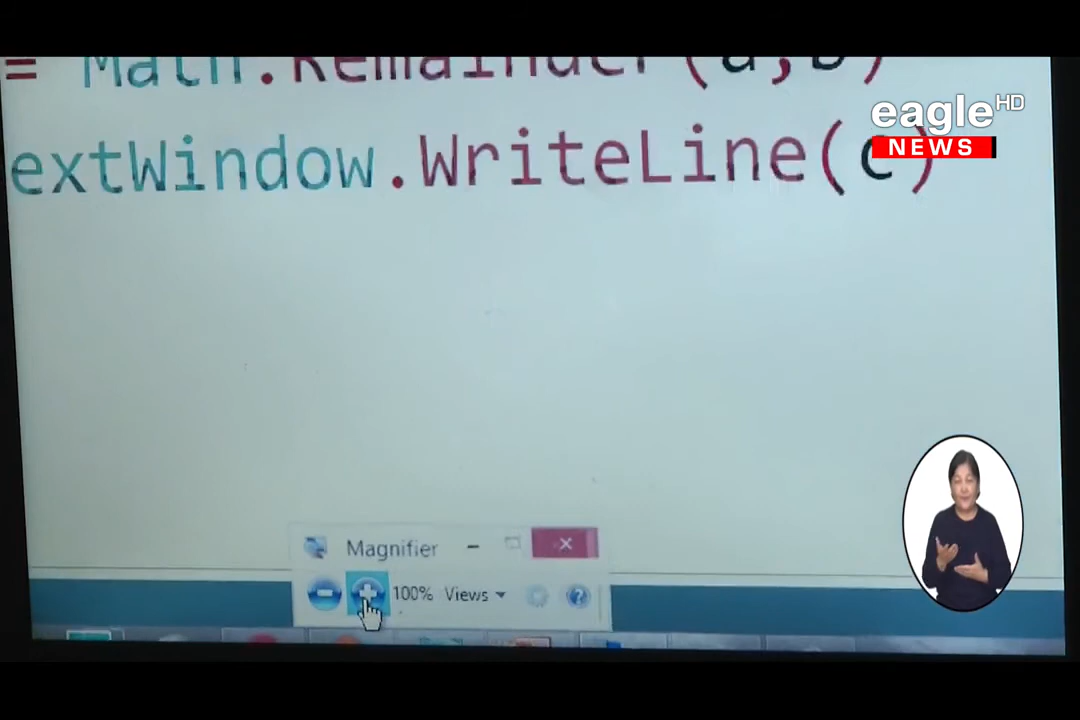 = Math.Remainder(a,b)
extWindow.WriteLine(c)
eagle HD
NEWS
Magnifier
100% Views